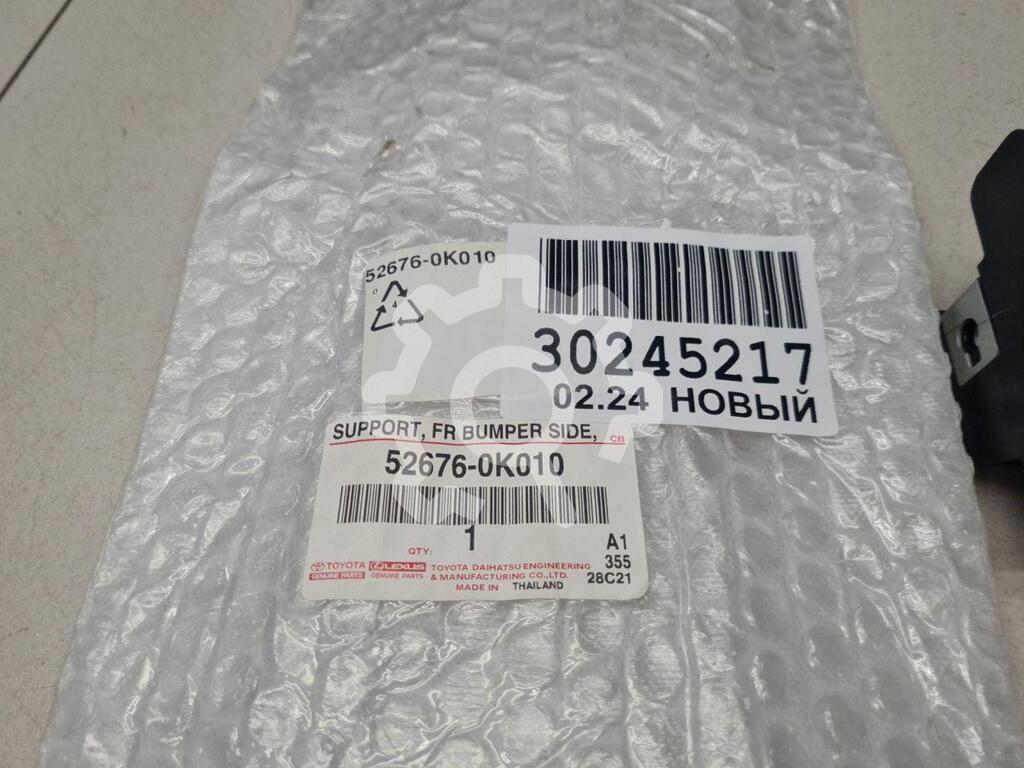 52676-0K010
4
30245217
02.24 НОВЫЙ
SUPPORT, FR BUMPER SIDE, CB
52676-0K010
QTY: 1
A1
355
28C21
TOYOTA GENUINE PARTS
LEXUS GENUINE PARTS
TOYOTA DAIHATSU ENGINEERING
& MANUFACTURING CO., LTD.
MADE IN THAILAND